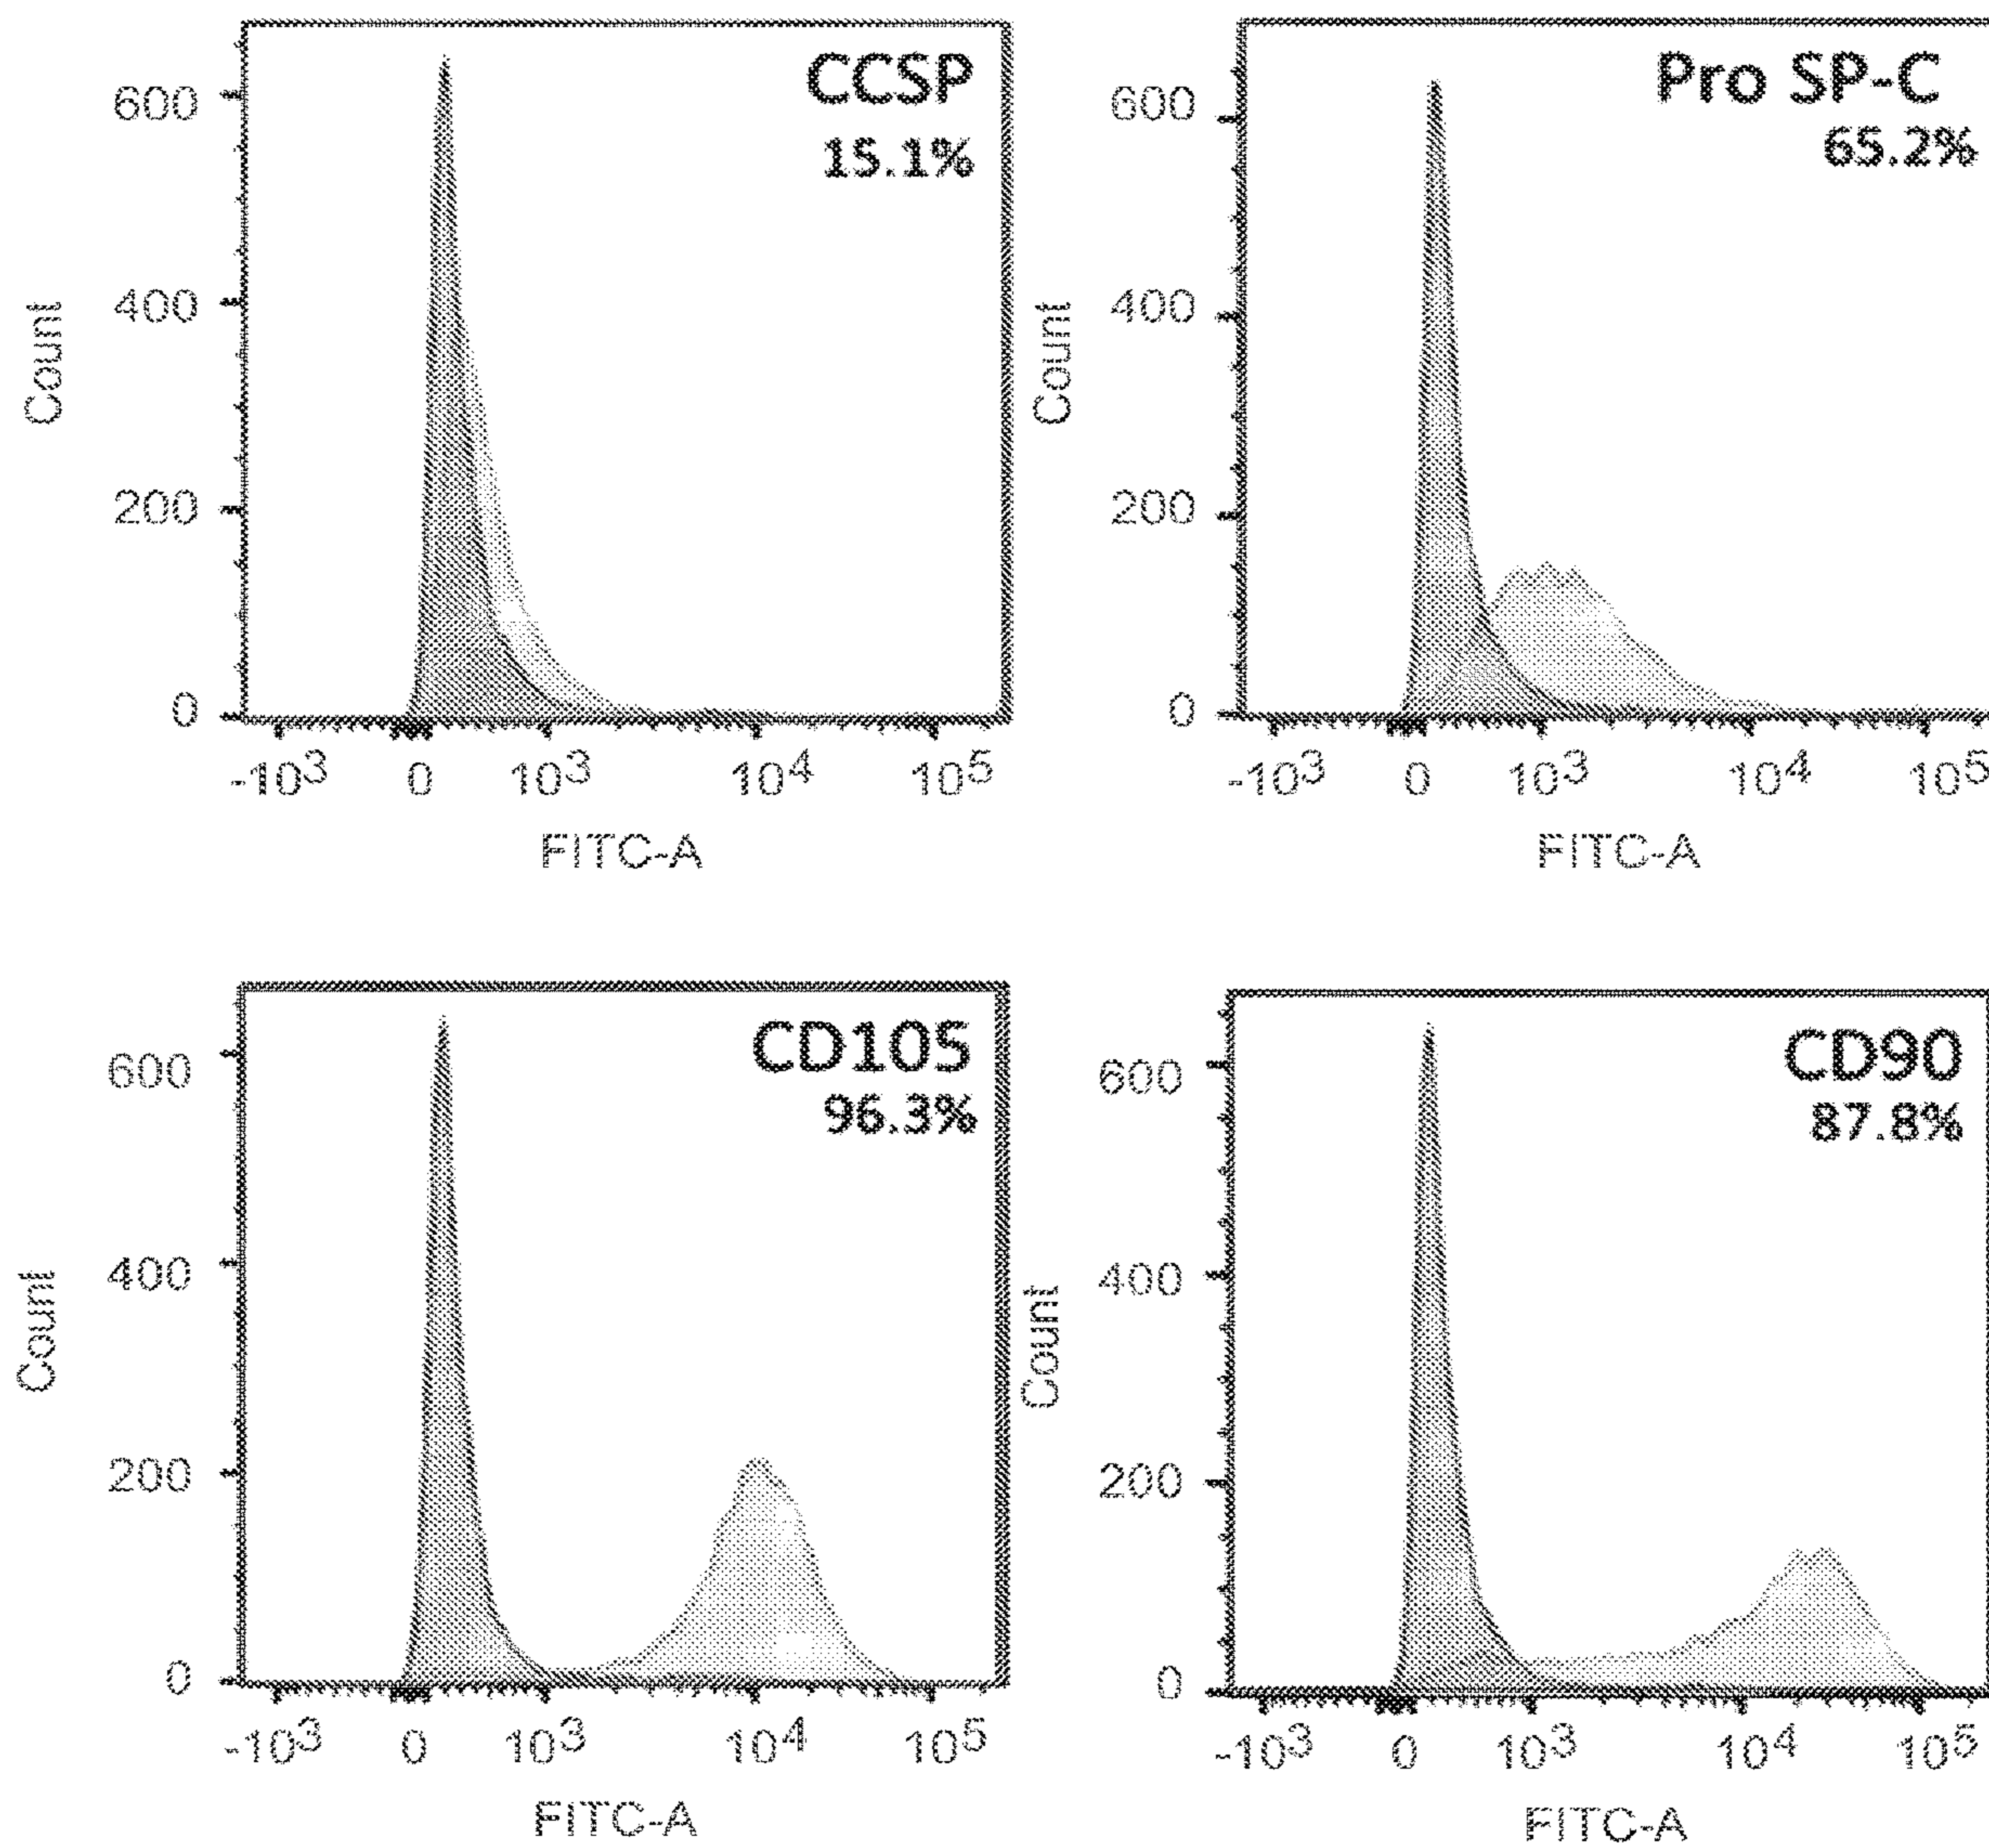 CCSP
15.1%
600
400
200
0
Count
-10³ 0 10³ 10⁴ 10⁵
FITC-A
Pro SP-C
65.2%
600
400
200
0
Count
-10³ 0 10³ 10⁴ 10⁵
FITC-A
CD105
96.3%
600
400
200
0
Count
-10³ 0 10³ 10⁴ 10⁵
FITC-A
CD90
87.8%
600
400
200
0
Count
-10³ 0 10³ 10⁴ 10⁵
FITC-A